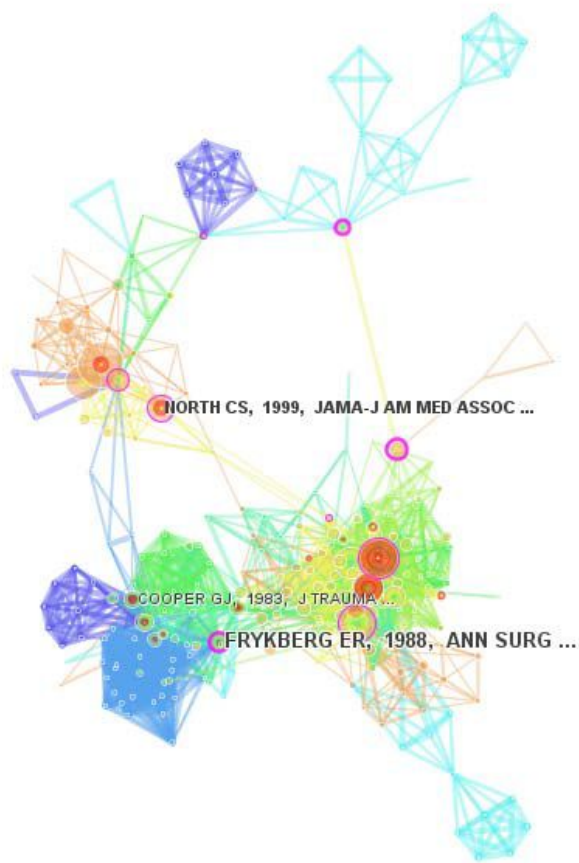 NORTH CS, 1999, JAMA-J AM MED ASSOC ...
COOPER GJ, 1983, J TRAUMA ...
FRYKBERG ER, 1988, ANN SURG ...